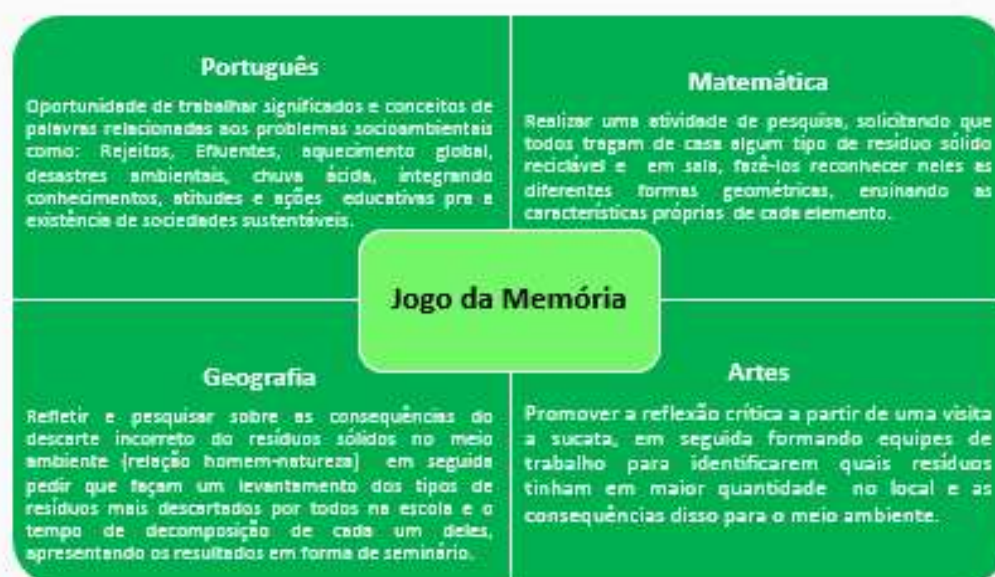 Português
Oportunidade de trabalhar significados e conceitos de
palavras relacionadas aos problemas socioambientais
como: Rejeitos, Efluentes, aquecimento global,
desastres ambientais, chuva ácida, integrando
conhecimentos, atitudes e ações educativas pra a
existência de sociedades sustentáveis.
Matemática
Realizar uma atividade de pesquisa, solicitando que
todos tragam de casa algum tipo de resíduo sólido
reciclável e em sala, fazê-los reconhecer neles as
diferentes formas geométricas, ensinando as
características próprias de cada elemento.
Jogo da Memória
Geografia
Refletir e pesquisar sobre as consequências do
descarte incorreto do resíduos sólidos no meio
ambiente (relação homem-natureza) em seguida
pedir que façam um levantamento dos tipos de
resíduos mais descartados por todos na escola e o
tempo de decomposição de cada um deles,
apresentando os resultados em forma de seminário.
Artes
Promover a reflexão crítica a partir de uma visita
a sucata, em seguida formando equipes de
trabalho para identificarem quais resíduos
tinham em maior quantidade no local e as
consequências disso para o meio ambiente.